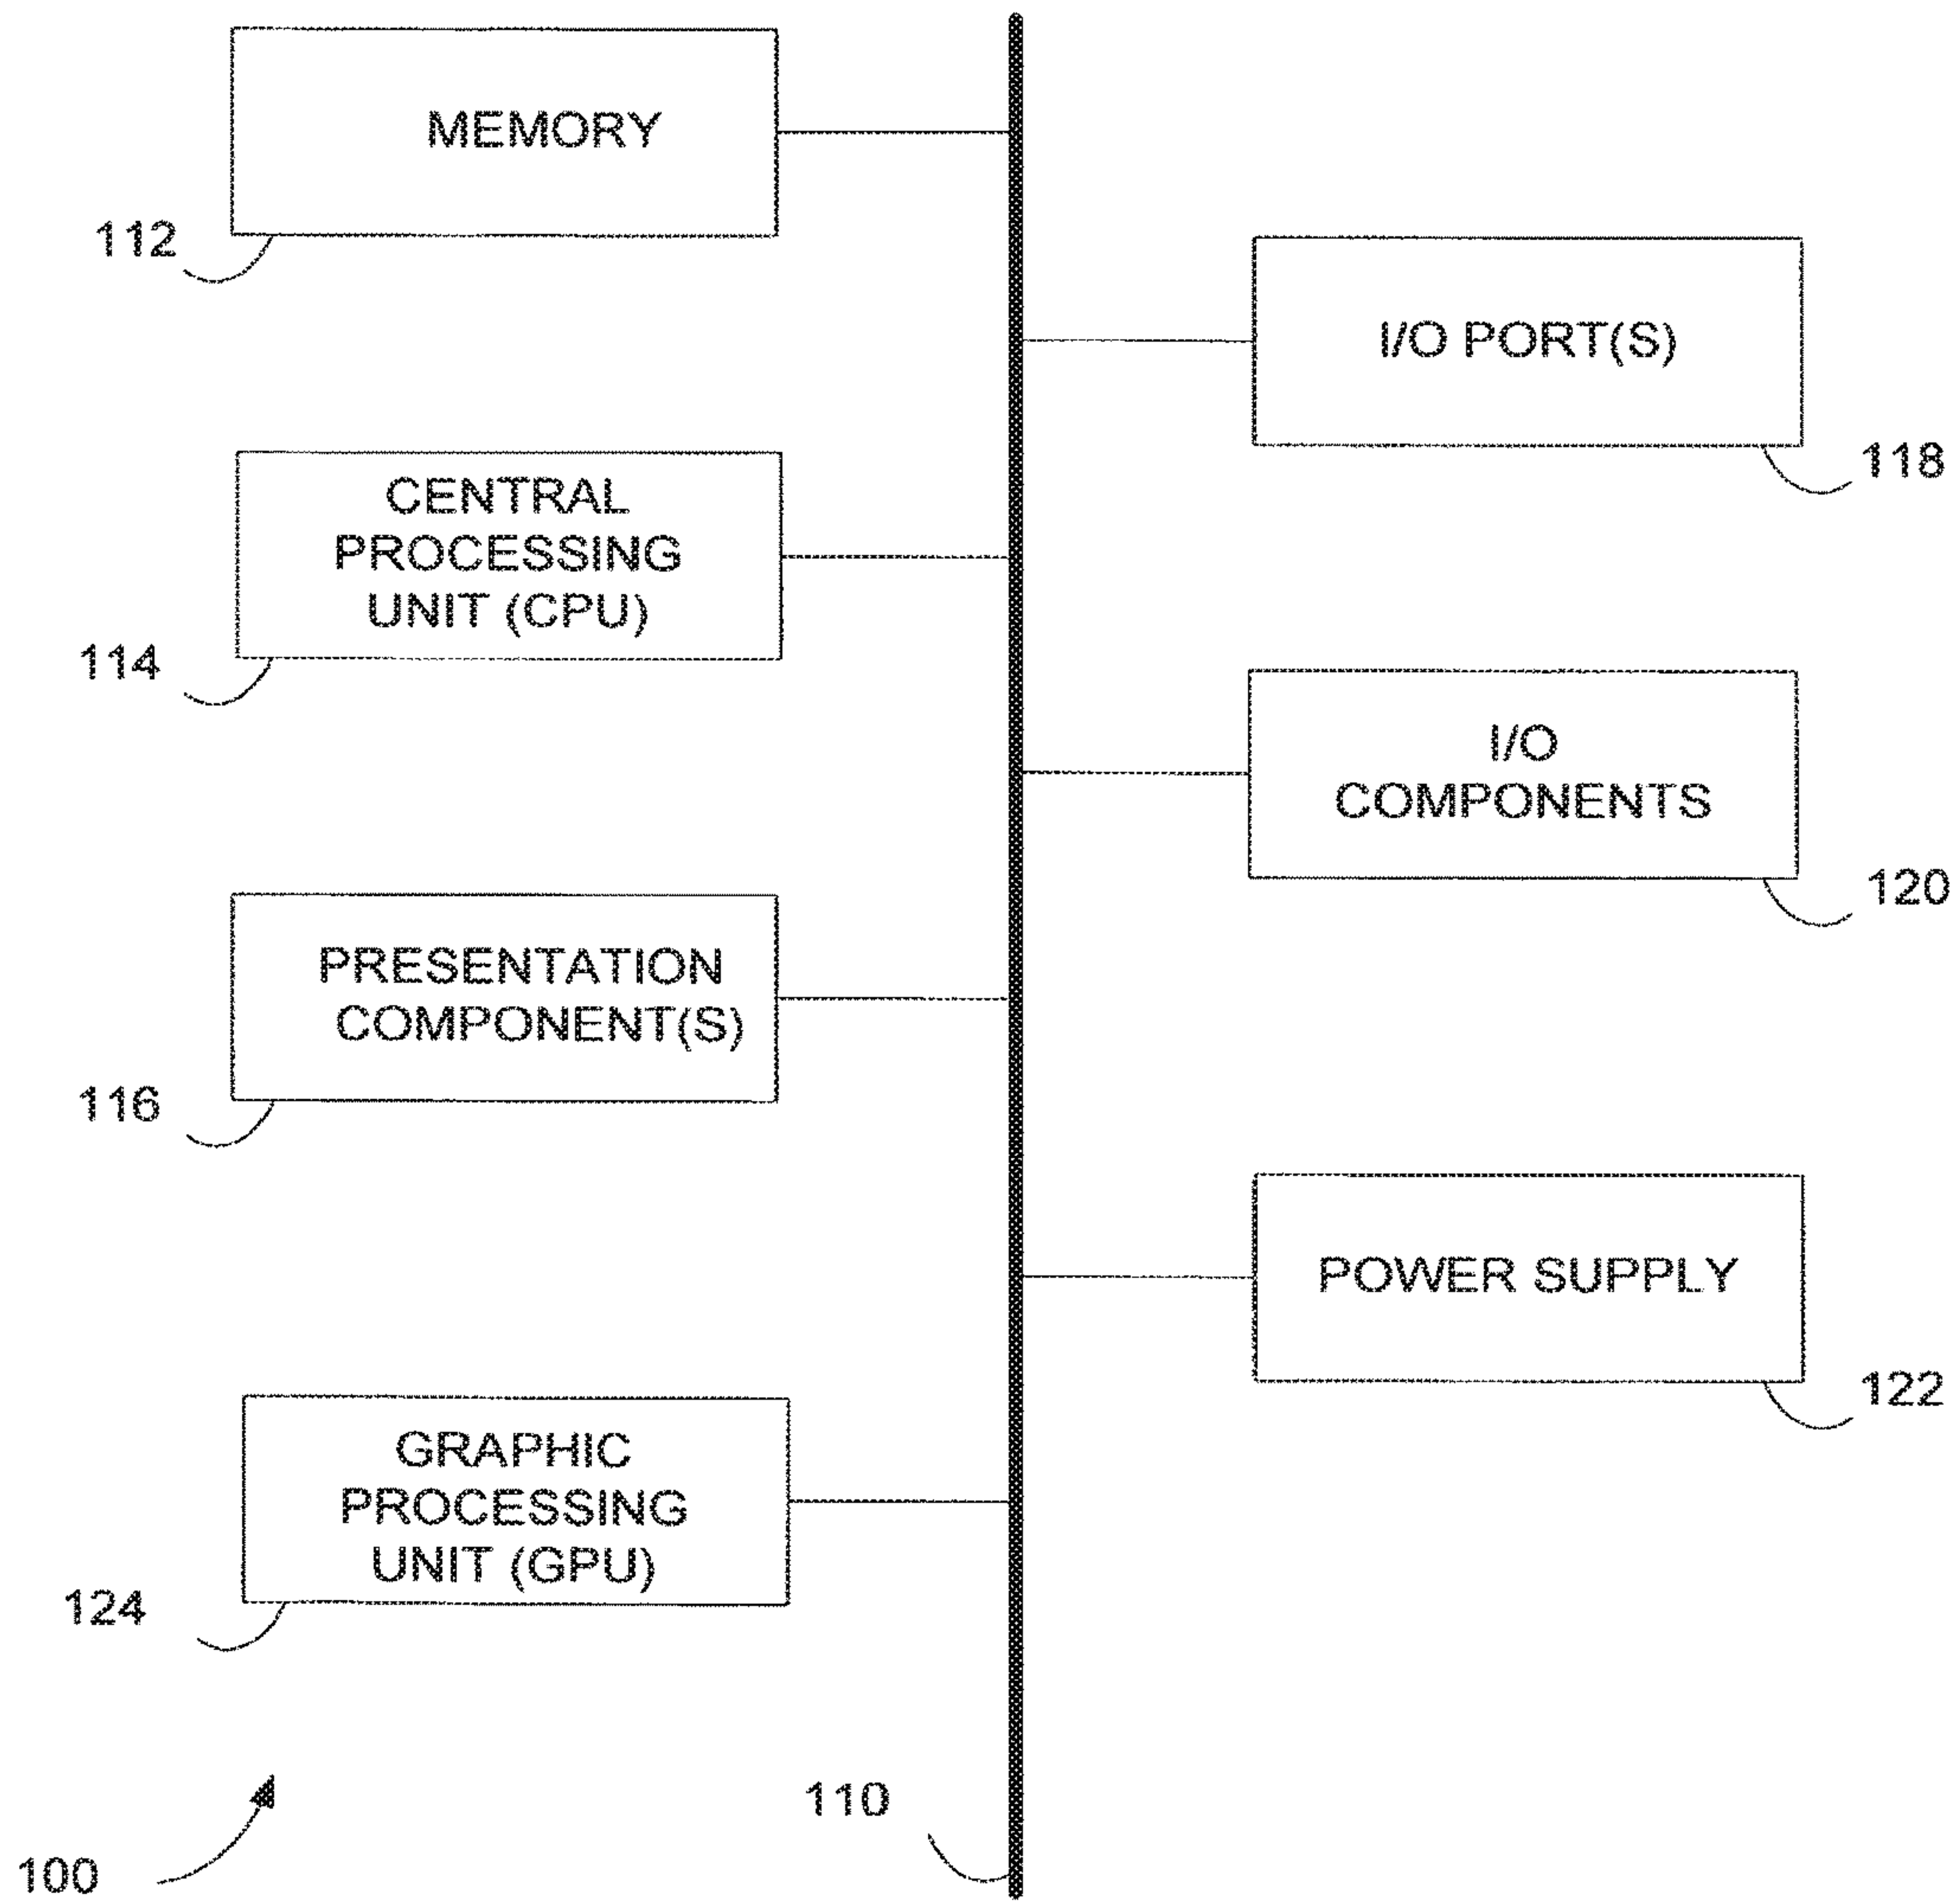 MEMORY
112
I/O PORT(S)
118
CENTRAL
PROCESSING
UNIT (CPU)
114
I/O
COMPONENTS
120
PRESENTATION
COMPONENT(S)
116
POWER SUPPLY
122
GRAPHIC
PROCESSING
UNIT (GPU)
124
110
100